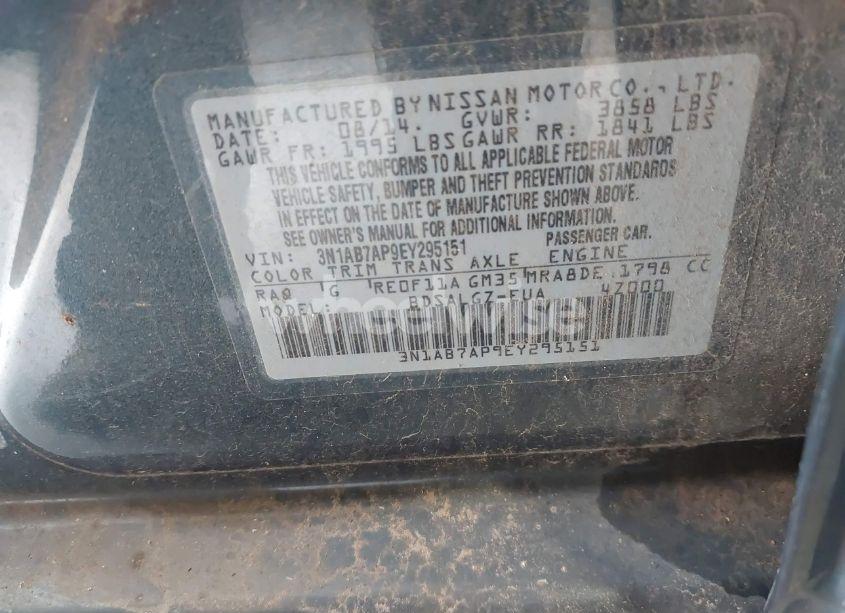 MANUFACTURED BY NISSAN MOTOR CO., LTD.
DATE: 08/14. GVWR: 3858 LBS
GAWR FR: 1995 LBS GAWR RR: 1841 LBS
THIS VEHICLE CONFORMS TO ALL APPLICABLE FEDERAL MOTOR
VEHICLE SAFETY, BUMPER AND THEFT PREVENTION STANDARDS
IN EFFECT ON THE DATE OF MANUFACTURE SHOWN ABOVE.
SEE OWNER'S MANUAL FOR ADDITIONAL INFORMATION.
VIN: 3N1AB7AP9EY295151 PASSENGER CAR.
COLOR TRIM TRANS AXLE ENGINE
RAQ G RE0F11A GM35 MRA8DE 1798 CC
MODEL: BDSALGZ-EUA 47000
3N1AB7AP9EY295151